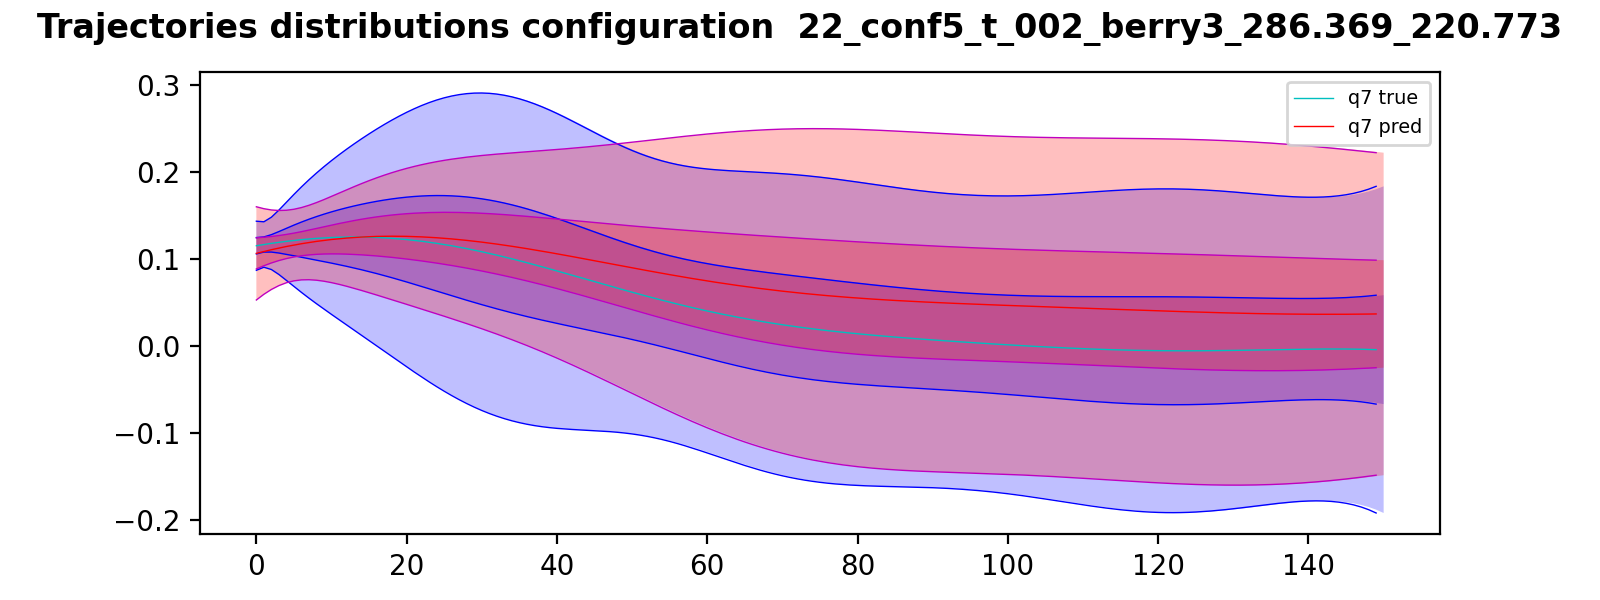 Trajectories distributions configuration  22_conf5_t_002_berry3_286.369_220.773
0.3
0.2
0.1
0.0
−0.1
−0.2
q7 true
q7 pred
0 20 40 60 80 100 120 140